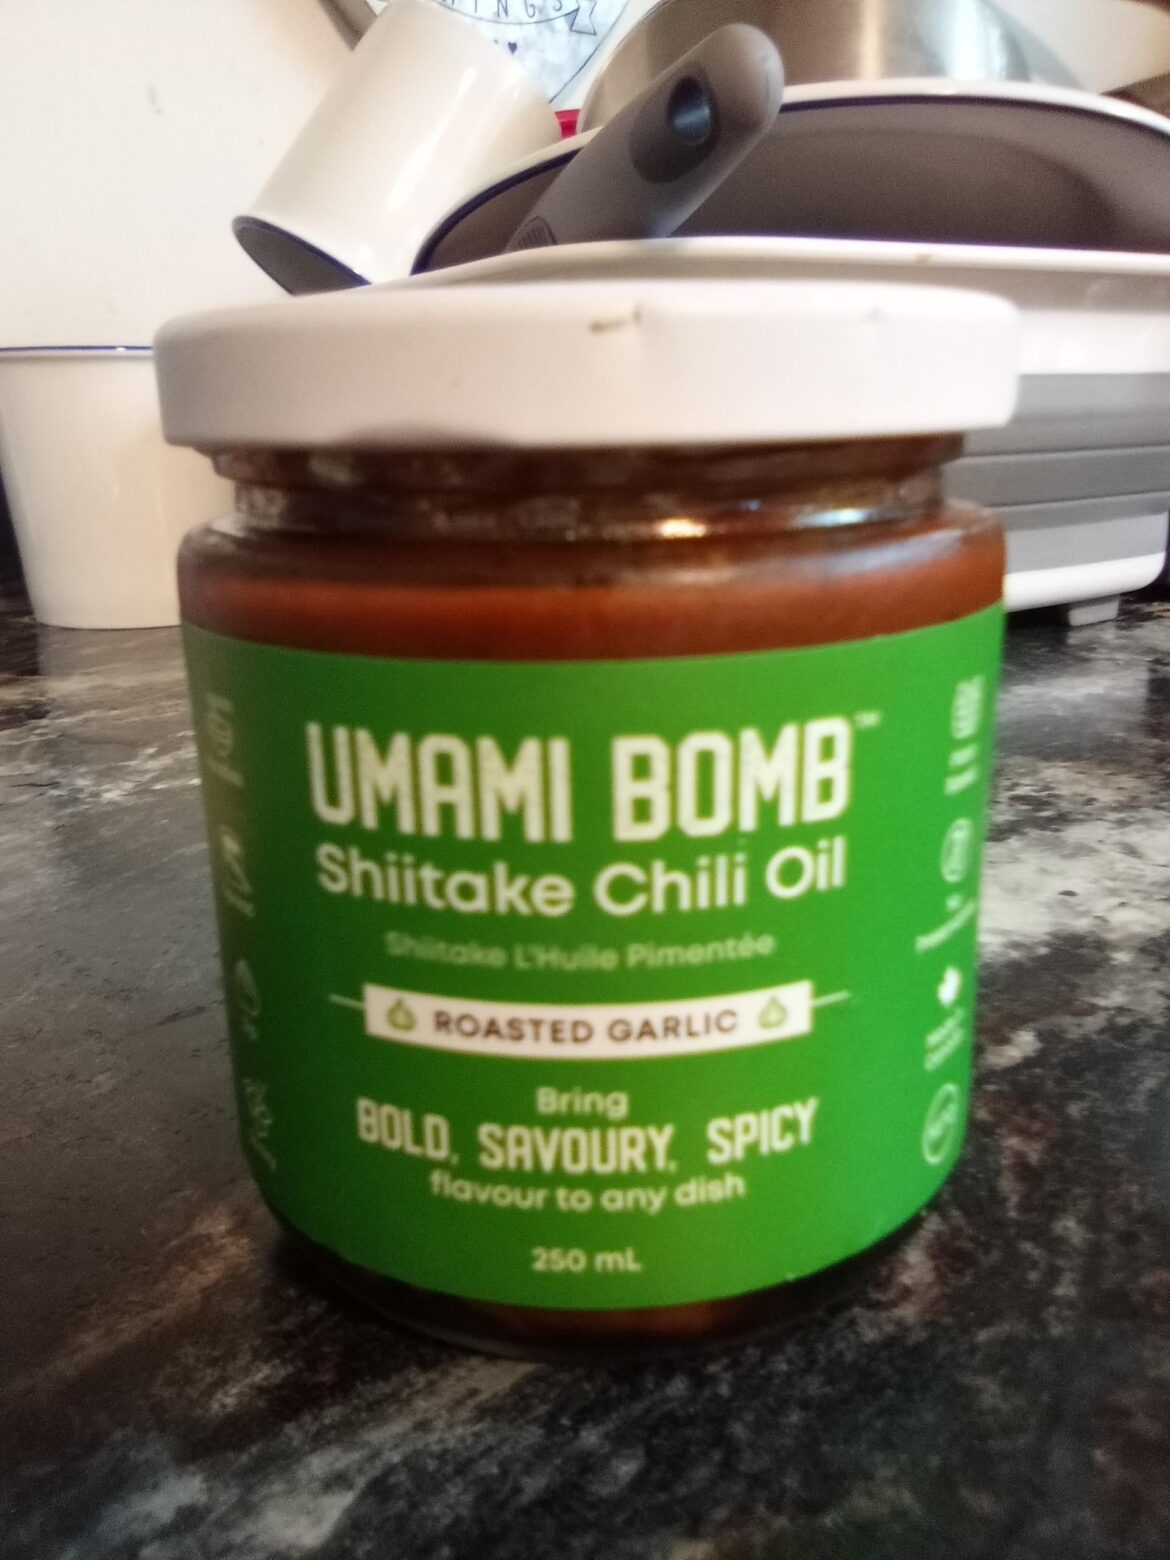 INGS
UMAMI BOMB™
Shiitake Chili Oil
Shiitake L'Huile Pimentée
ROASTED GARLIC
Bring
BOLD, SAVOURY, SPICY
flavour to any dish
250 mL